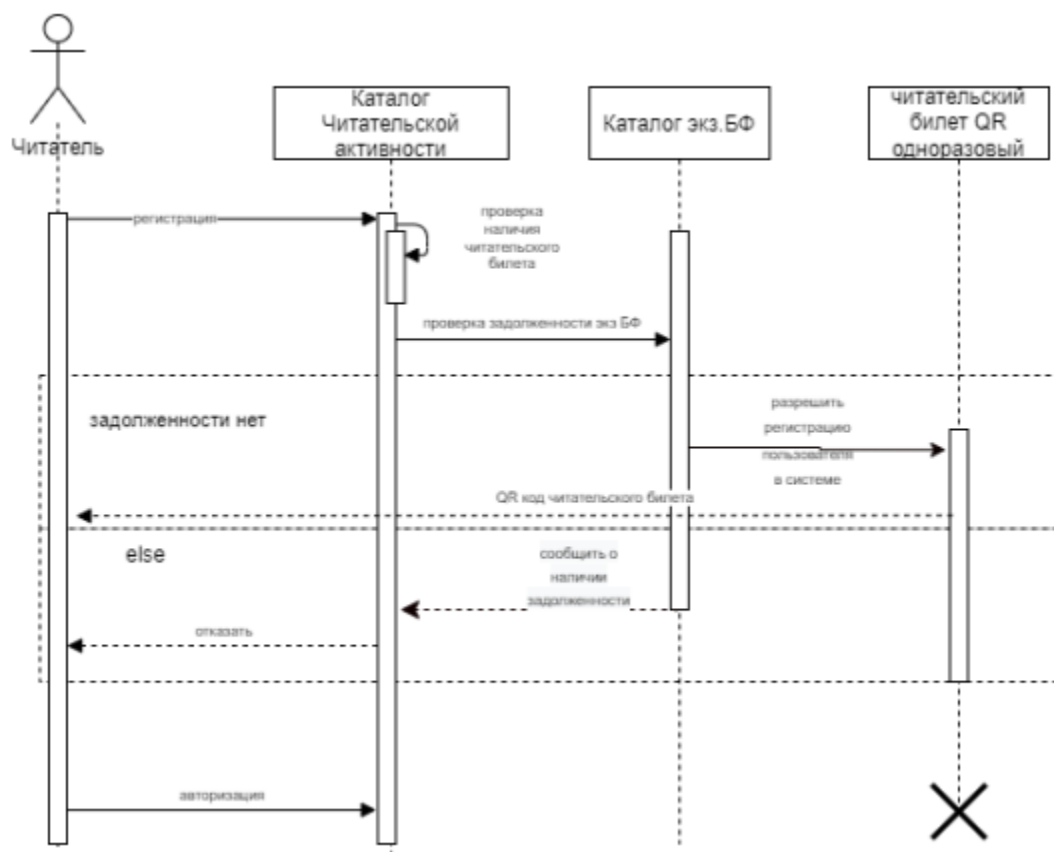 Читатель
Каталог
Читательской
активности
Каталог экз.БФ
читательский
билет QR
одноразовый
регистрация
проверка
наличия
читательского
билета
проверка задолженности экз БФ
задолженности нет
разрешить
регистрацию
пользователя
в системе
QR код читательского билета
else
сообщить о
наличии
задолженности
отказать
авторизация